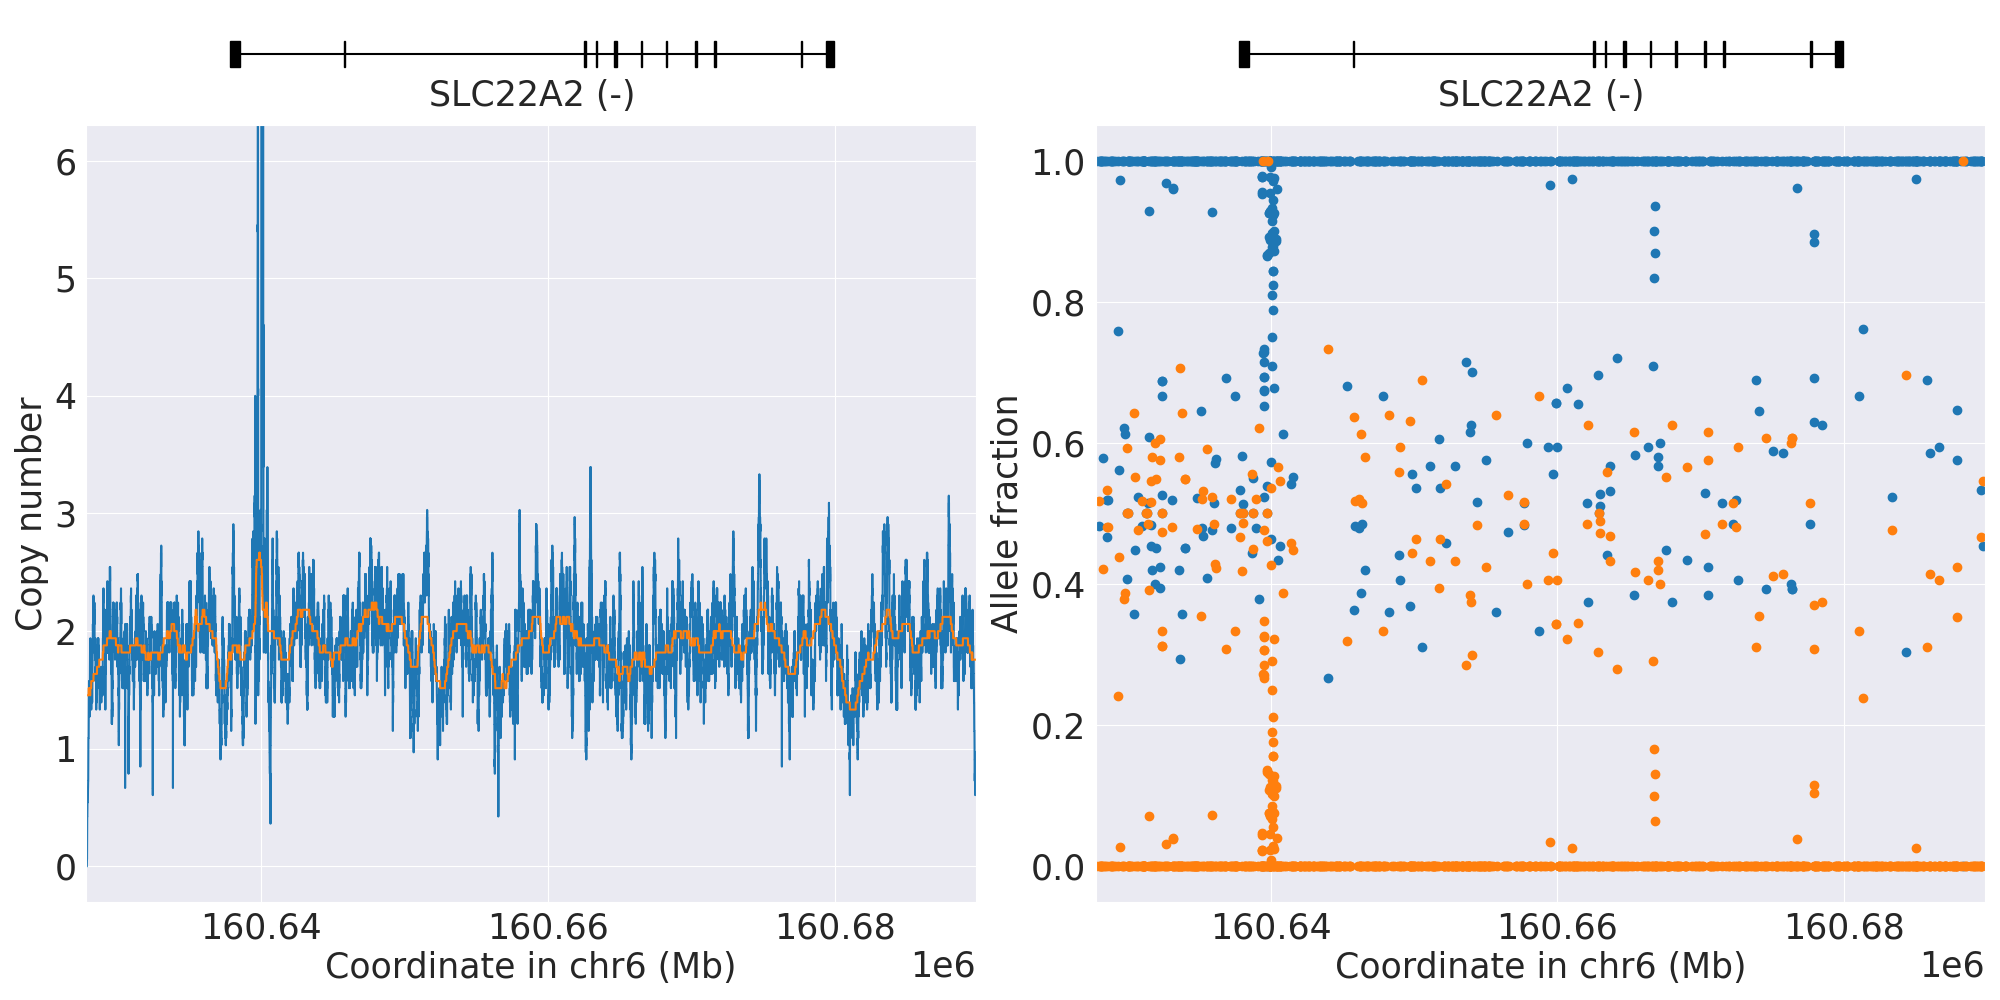 SLC22A2 (-)
6
5
4
3
2
1
0
Copy number
160.64
160.66
160.68
Coordinate in chr6 (Mb)
1e6
SLC22A2 (-)
1.0
0.8
0.6
0.4
0.2
0.0
Allele fraction
160.64
160.66
160.68
Coordinate in chr6 (Mb)
1e6